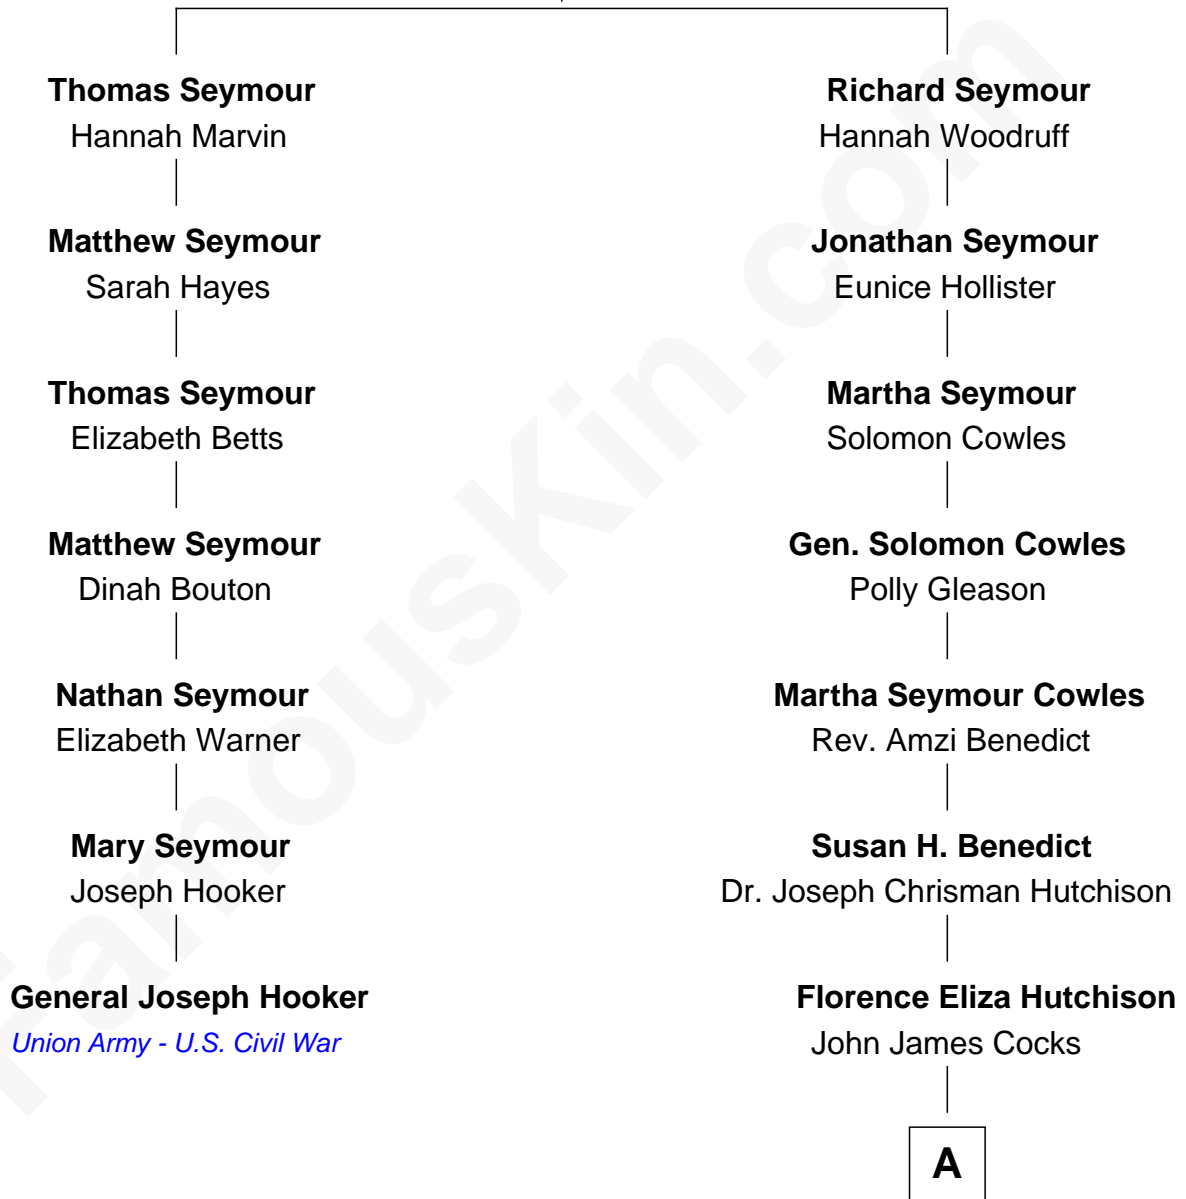 Thomas Seymour
Hannah Marvin
Matthew Seymour
Sarah Hayes
Thomas Seymour
Elizabeth Betts
Matthew Seymour
Dinah Bouton
Nathan Seymour
Elizabeth Warner
Mary Seymour
Joseph Hooker
General Joseph Hooker
Union Army - U.S. Civil War
Richard Seymour
Hannah Woodruff
Jonathan Seymour
Eunice Hollister
Martha Seymour
Solomon Cowles
Gen. Solomon Cowles
Polly Gleason
Martha Seymour Cowles
Rev. Amzi Benedict
Susan H. Benedict
Dr. Joseph Chrisman Hutchison
Florence Eliza Hutchison
John James Cocks
A
FamousKin.com